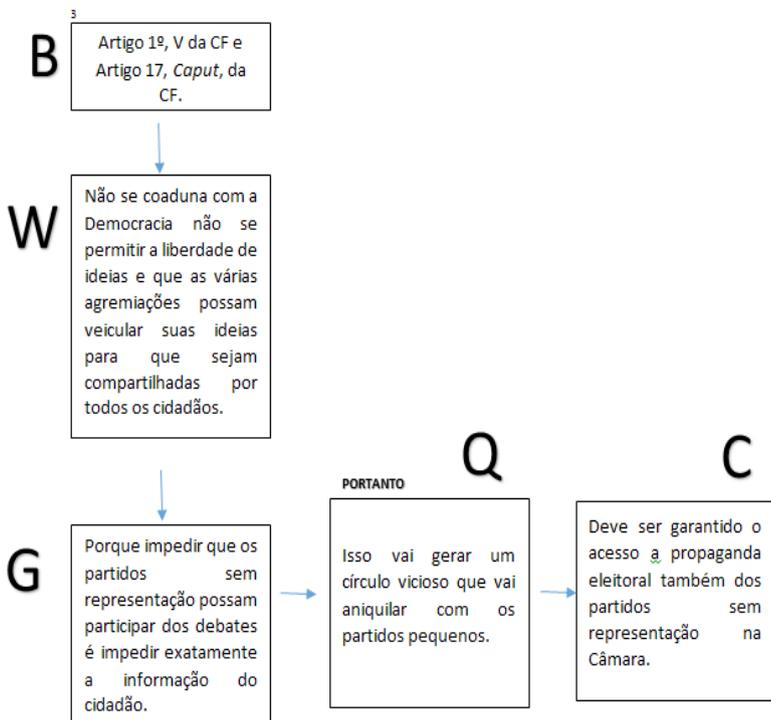 3
B
Artigo 1º, V da CF e
Artigo 17, Caput, da
CF.
W
Não se coaduna com a
Democracia não se
permitir a liberdade de
ideias e que as várias
agremiações possam
veicular suas ideias
para que sejam
compartilhadas por
todos os cidadãos.
G
Porque impedir que os
partidos sem
representação possam
participar dos debates
é impedir exatamente
a informação do
cidadão.
Q
PORTANTO
Isso vai gerar um
círculo vicioso que vai
aniquilar com os
partidos pequenos.
C
Deve ser garantido o
acesso a propaganda
eleitoral também dos
partidos sem
representação na
Câmara.